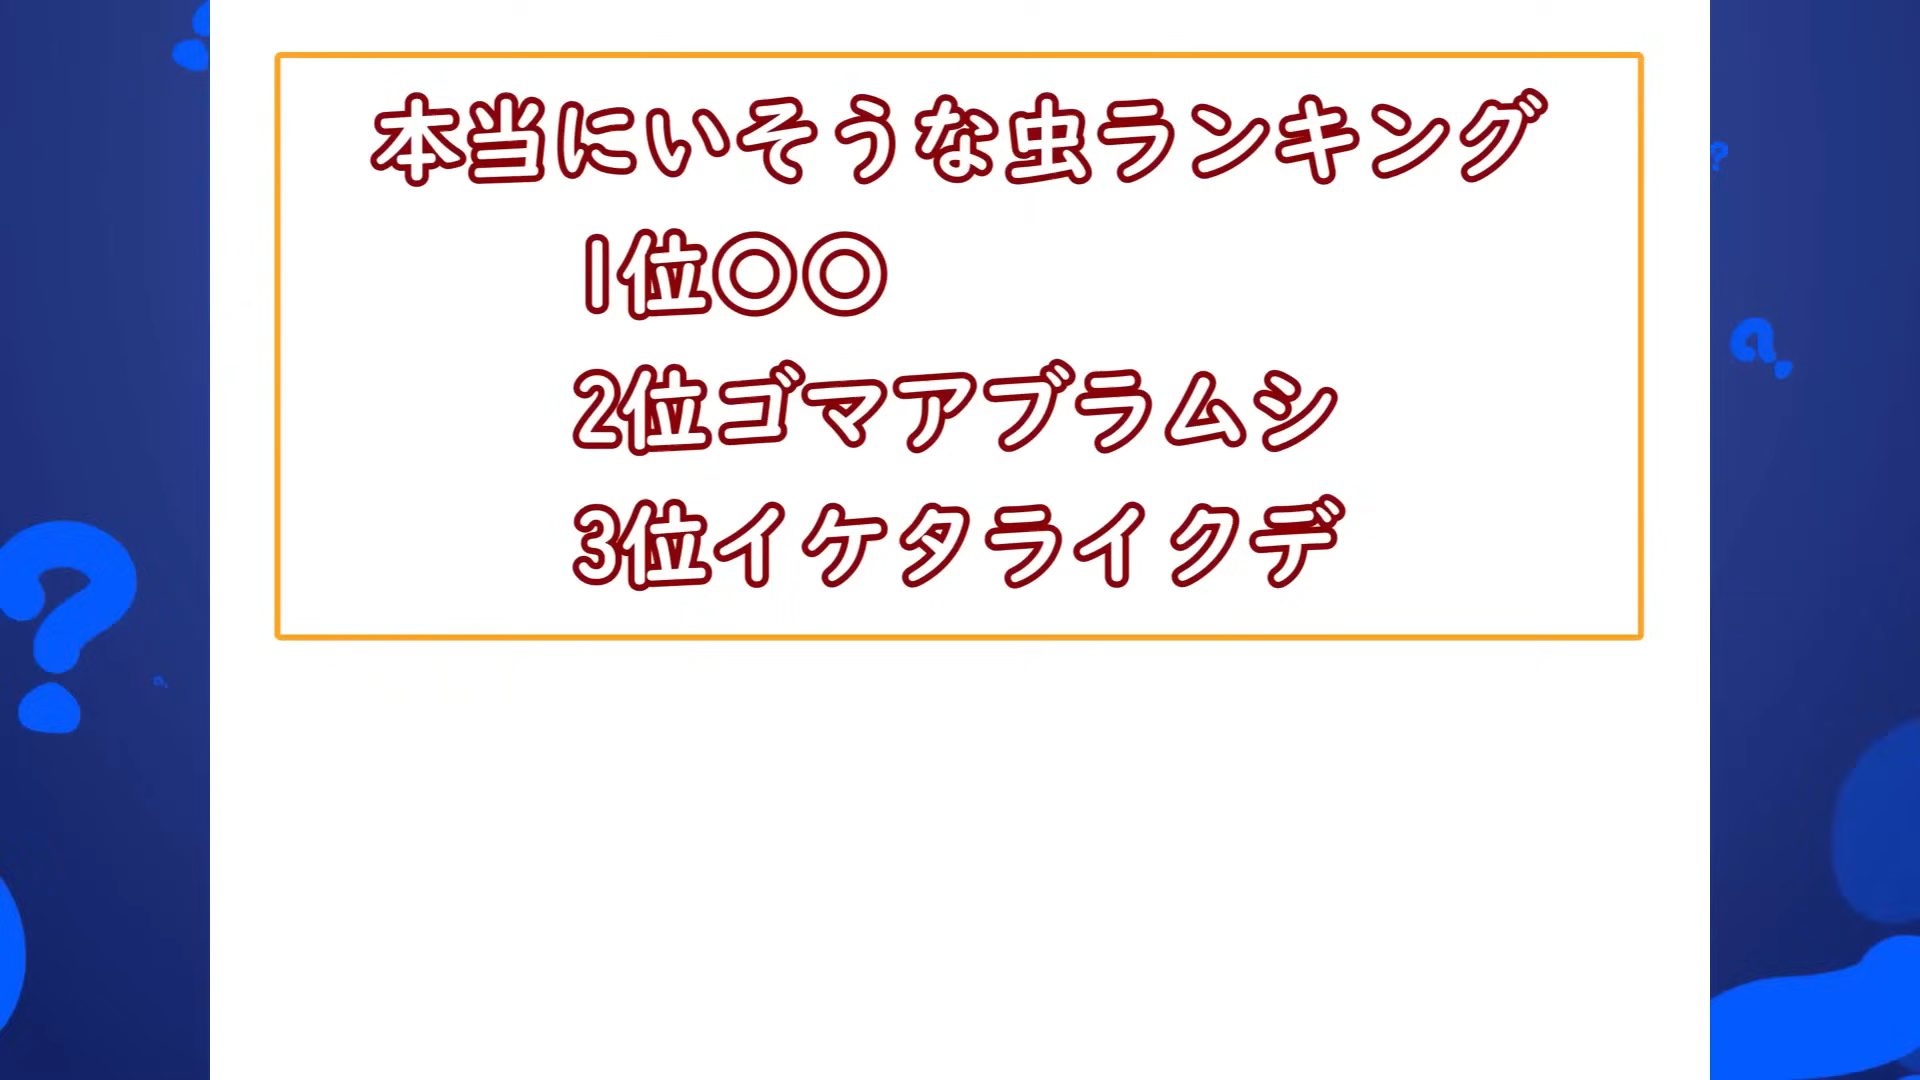 本当にいそうな虫ランキング
1位〇〇
2位ゴマアブラムシ
3位イケタライクデ